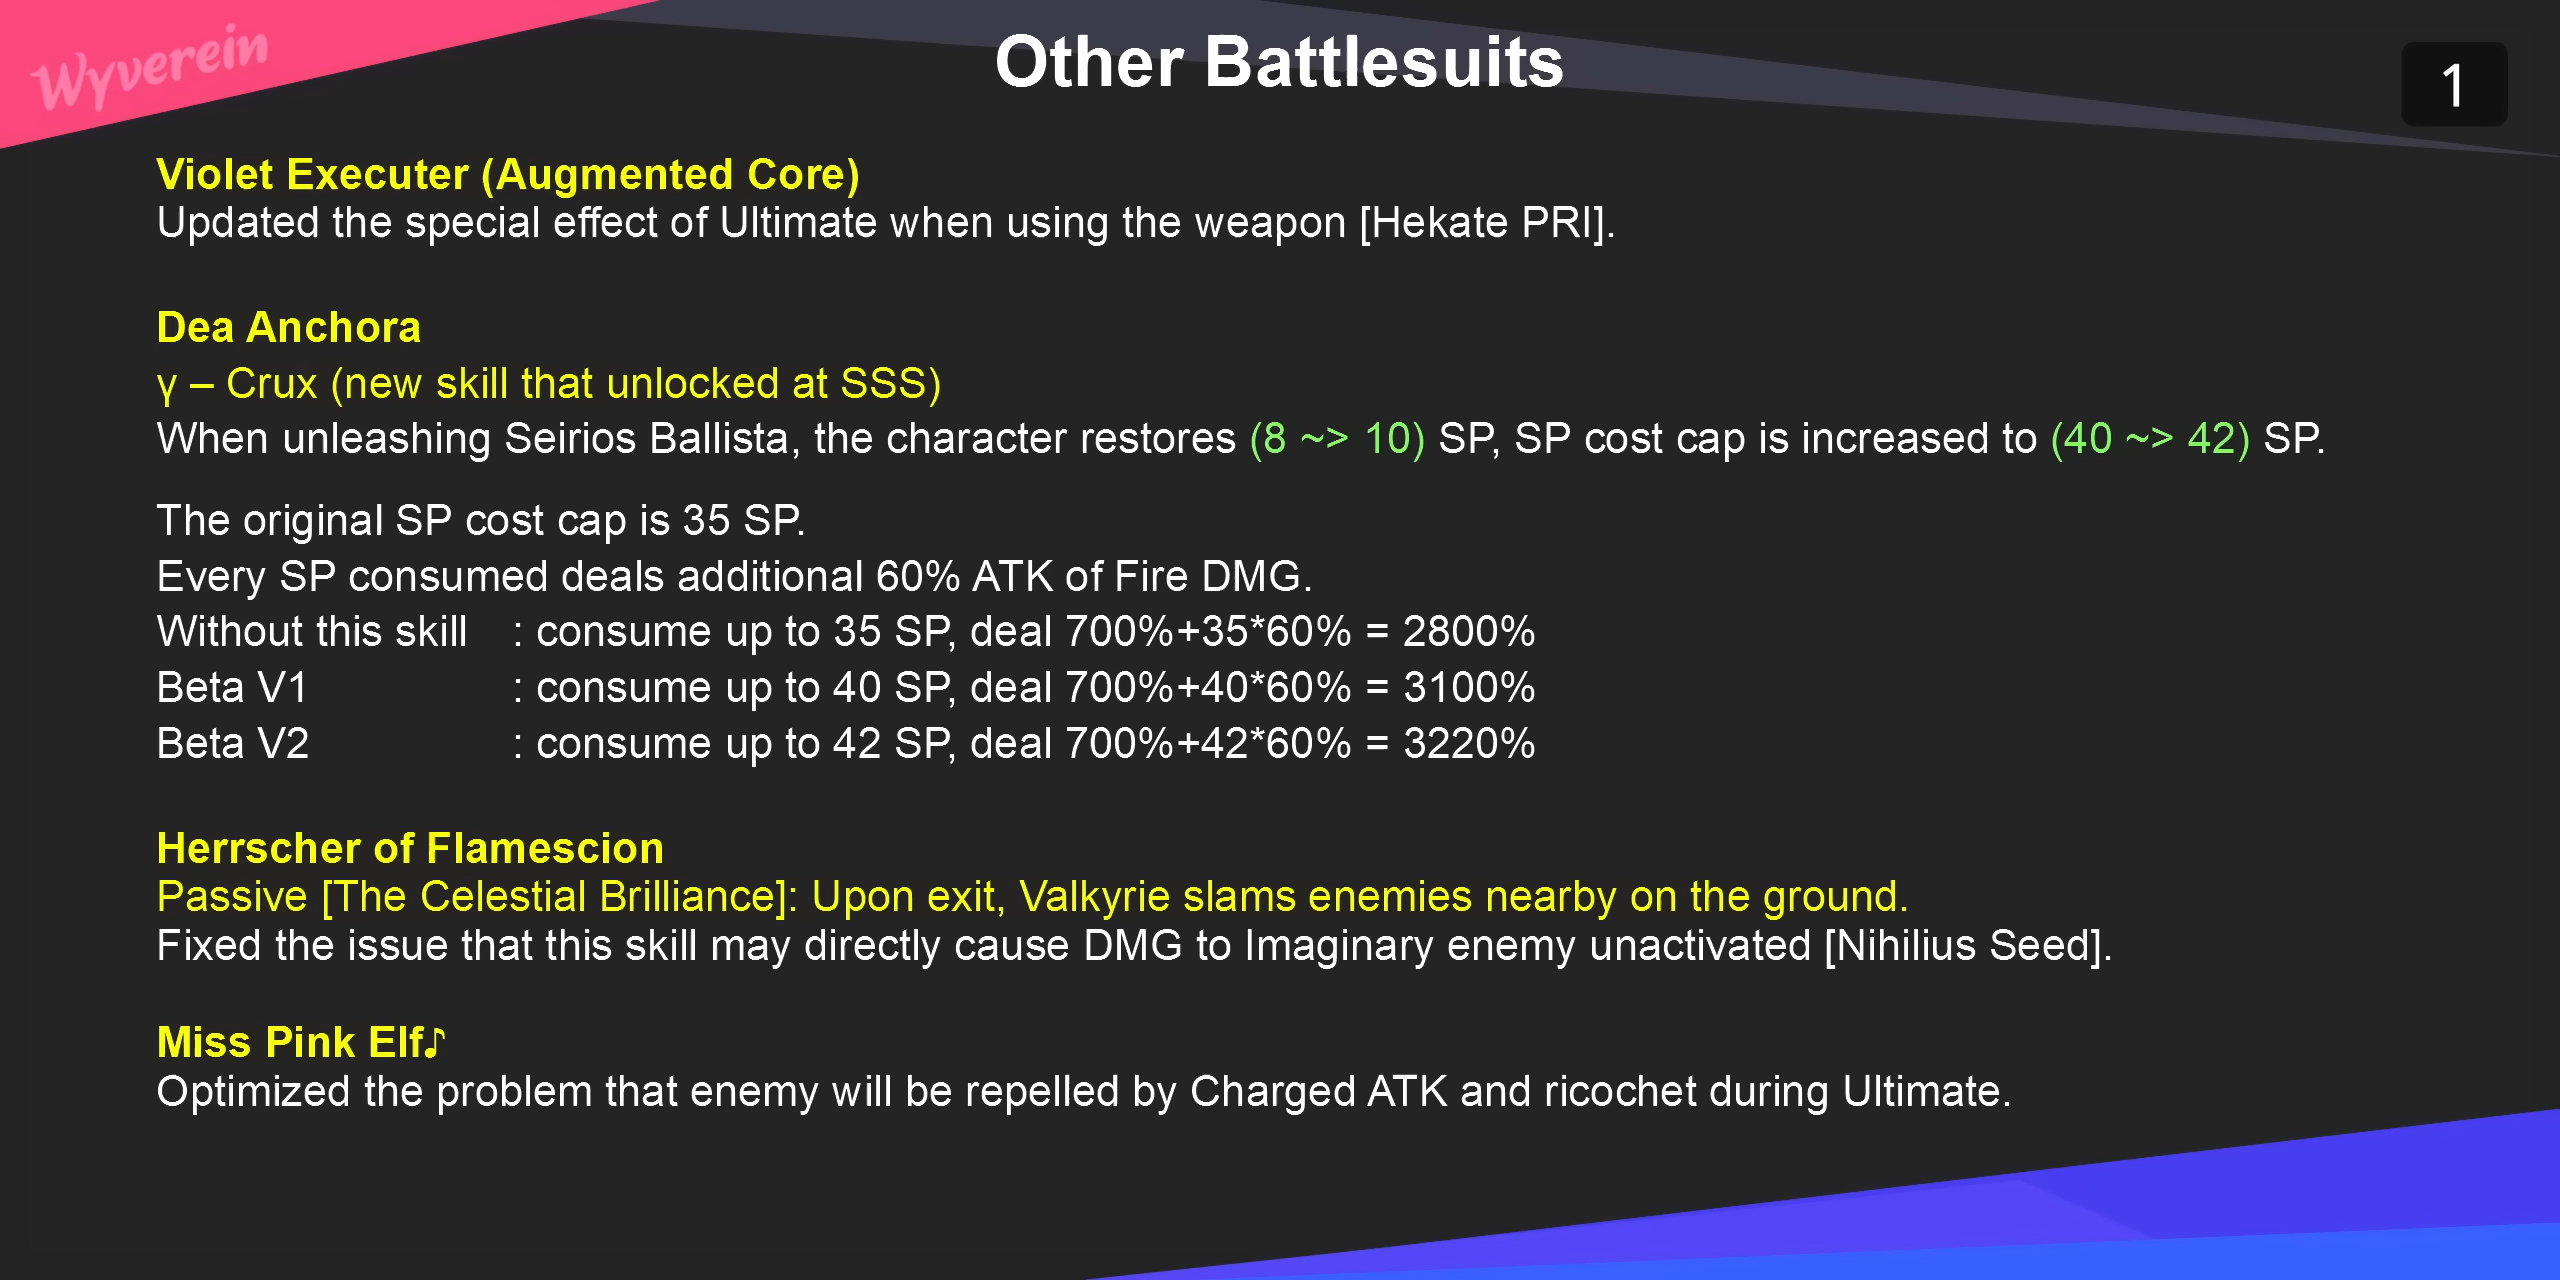 Wyverein
Other Battlesuits
1
Violet Executer (Augmented Core)
Updated the special effect of Ultimate when using the weapon [Hekate PRI].
Dea Anchora
γ – Crux (new skill that unlocked at SSS)
When unleashing Seirios Ballista, the character restores (8 ~> 10) SP, SP cost cap is increased to (40 ~> 42) SP.
The original SP cost cap is 35 SP.
Every SP consumed deals additional 60% ATK of Fire DMG.
Without this skill : consume up to 35 SP, deal 700%+35*60% = 2800%
Beta V1 : consume up to 40 SP, deal 700%+40*60% = 3100%
Beta V2 : consume up to 42 SP, deal 700%+42*60% = 3220%
Herrscher of Flamescion
Passive [The Celestial Brilliance]: Upon exit, Valkyrie slams enemies nearby on the ground.
Fixed the issue that this skill may directly cause DMG to Imaginary enemy unactivated [Nihilius Seed].
Miss Pink Elf♪
Optimized the problem that enemy will be repelled by Charged ATK and ricochet during Ultimate.